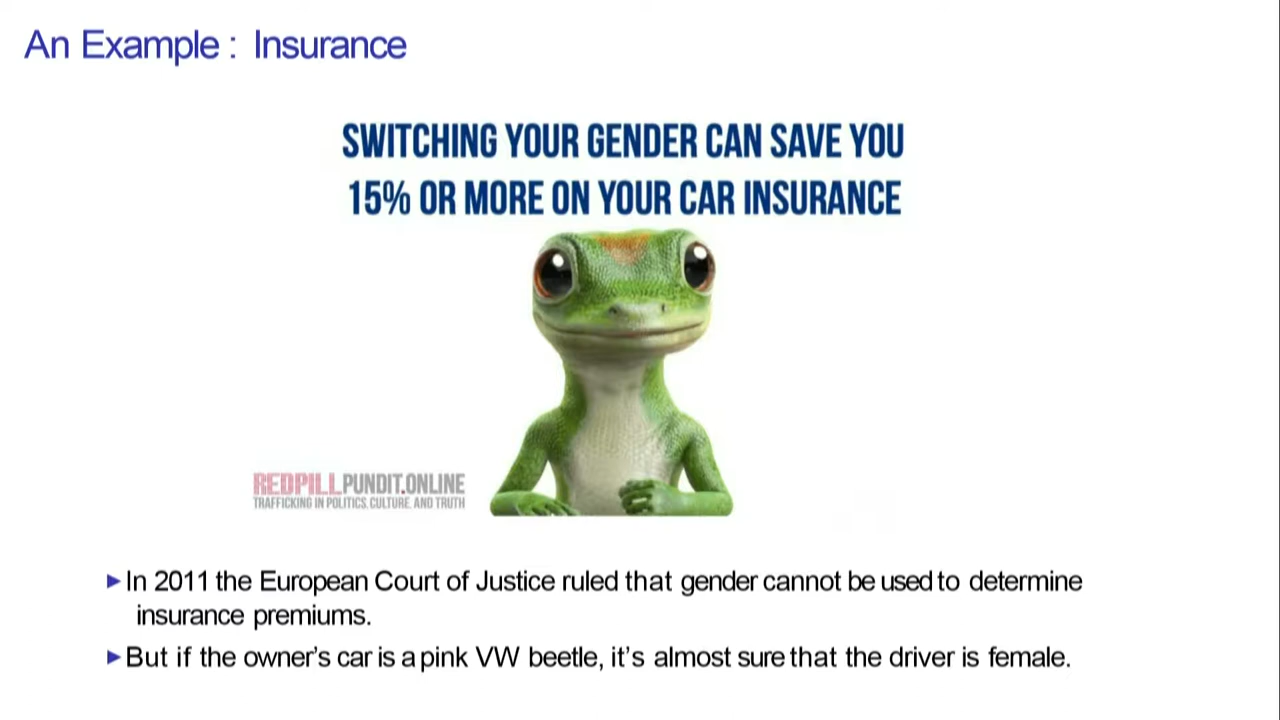 An Example : Insurance
SWITCHING YOUR GENDER CAN SAVE YOU
15% OR MORE ON YOUR CAR INSURANCE
REDPILLPUNDIT.ONLINE
TRAFFICKING IN POLITICS, CULTURE, AND TRUTH
►In 2011 the European Court of Justice ruled that gender cannot be used to determine
insurance premiums.
►But if the owner's car is a pink VW beetle, it's almost sure that the driver is female.